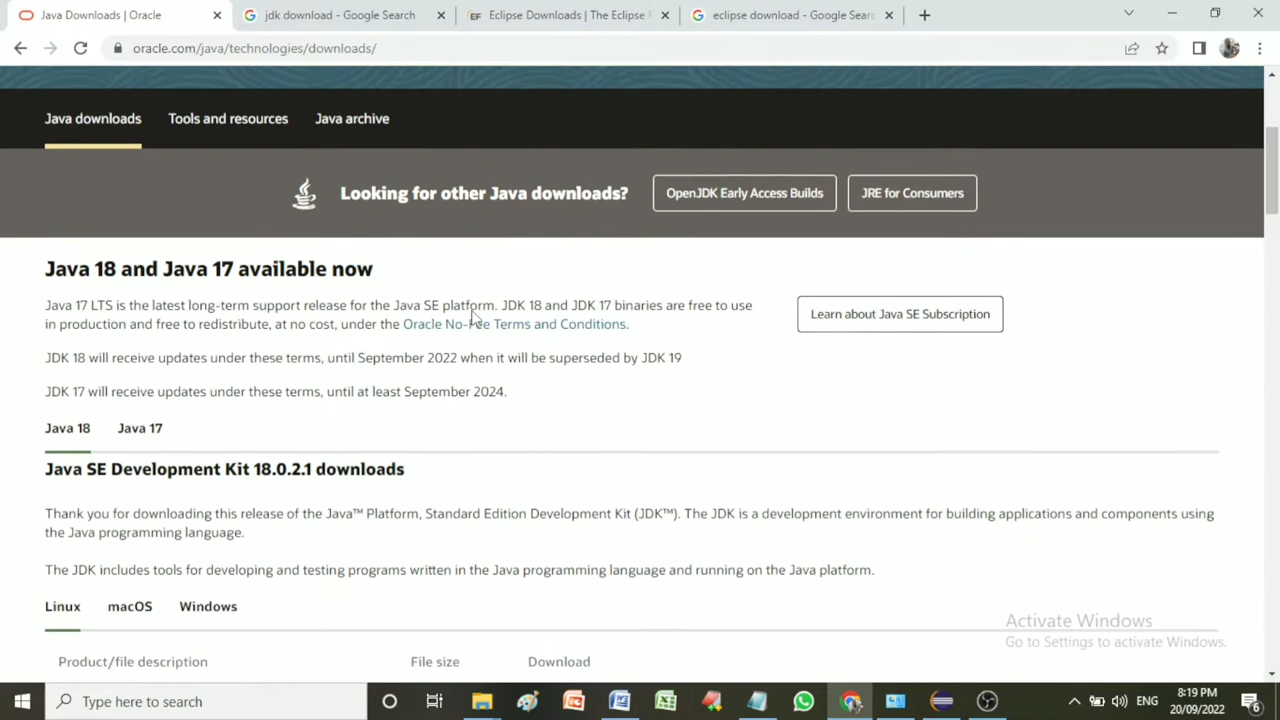 Java Downloads | Oracle
jdk download - Google Search
Eclipse Downloads | The Eclipse F
eclipse download - Google Searc
oracle.com/java/technologies/downloads/
Java downloads
Tools and resources
Java archive
Looking for other Java downloads?
OpenJDK Early Access Builds
JRE for Consumers
Java 18 and Java 17 available now
Java 17 LTS is the latest long-term support release for the Java SE platform. JDK 18 and JDK 17 binaries are free to use
in production and free to redistribute, at no cost, under the Oracle No-Fee Terms and Conditions.
Learn about Java SE Subscription
JDK 18 will receive updates under these terms, until September 2022 when it will be superseded by JDK 19
JDK 17 will receive updates under these terms, until at least September 2024.
Java 18
Java 17
Java SE Development Kit 18.0.2.1 downloads
Thank you for downloading this release of the Java™ Platform, Standard Edition Development Kit (JDK™). The JDK is a development environment for building applications and components using
the Java programming language.
The JDK includes tools for developing and testing programs written in the Java programming language and running on the Java platform.
Linux
macOS
Windows
Activate Windows
Go to Settings to activate Windows.
Product/file description
File size
Download
Type here to search
ENG
8:19 PM
20/09/2022
6